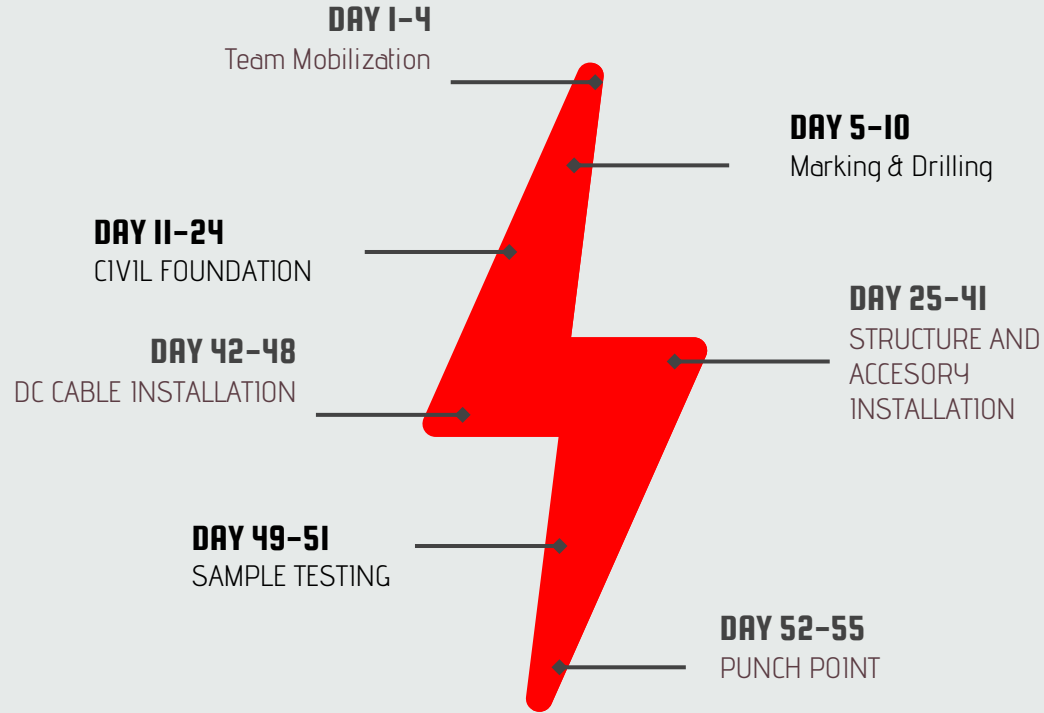 DAY 1-4
Team Mobilization
DAY 5-10
Marking & Drilling
DAY 11-24
CIVIL FOUNDATION
DAY 25-41
STRUCTURE AND
ACCESORY
INSTALLATION
DAY 42-48
DC CABLE INSTALLATION
DAY 49-51
SAMPLE TESTING
DAY 52-55
PUNCH POINT